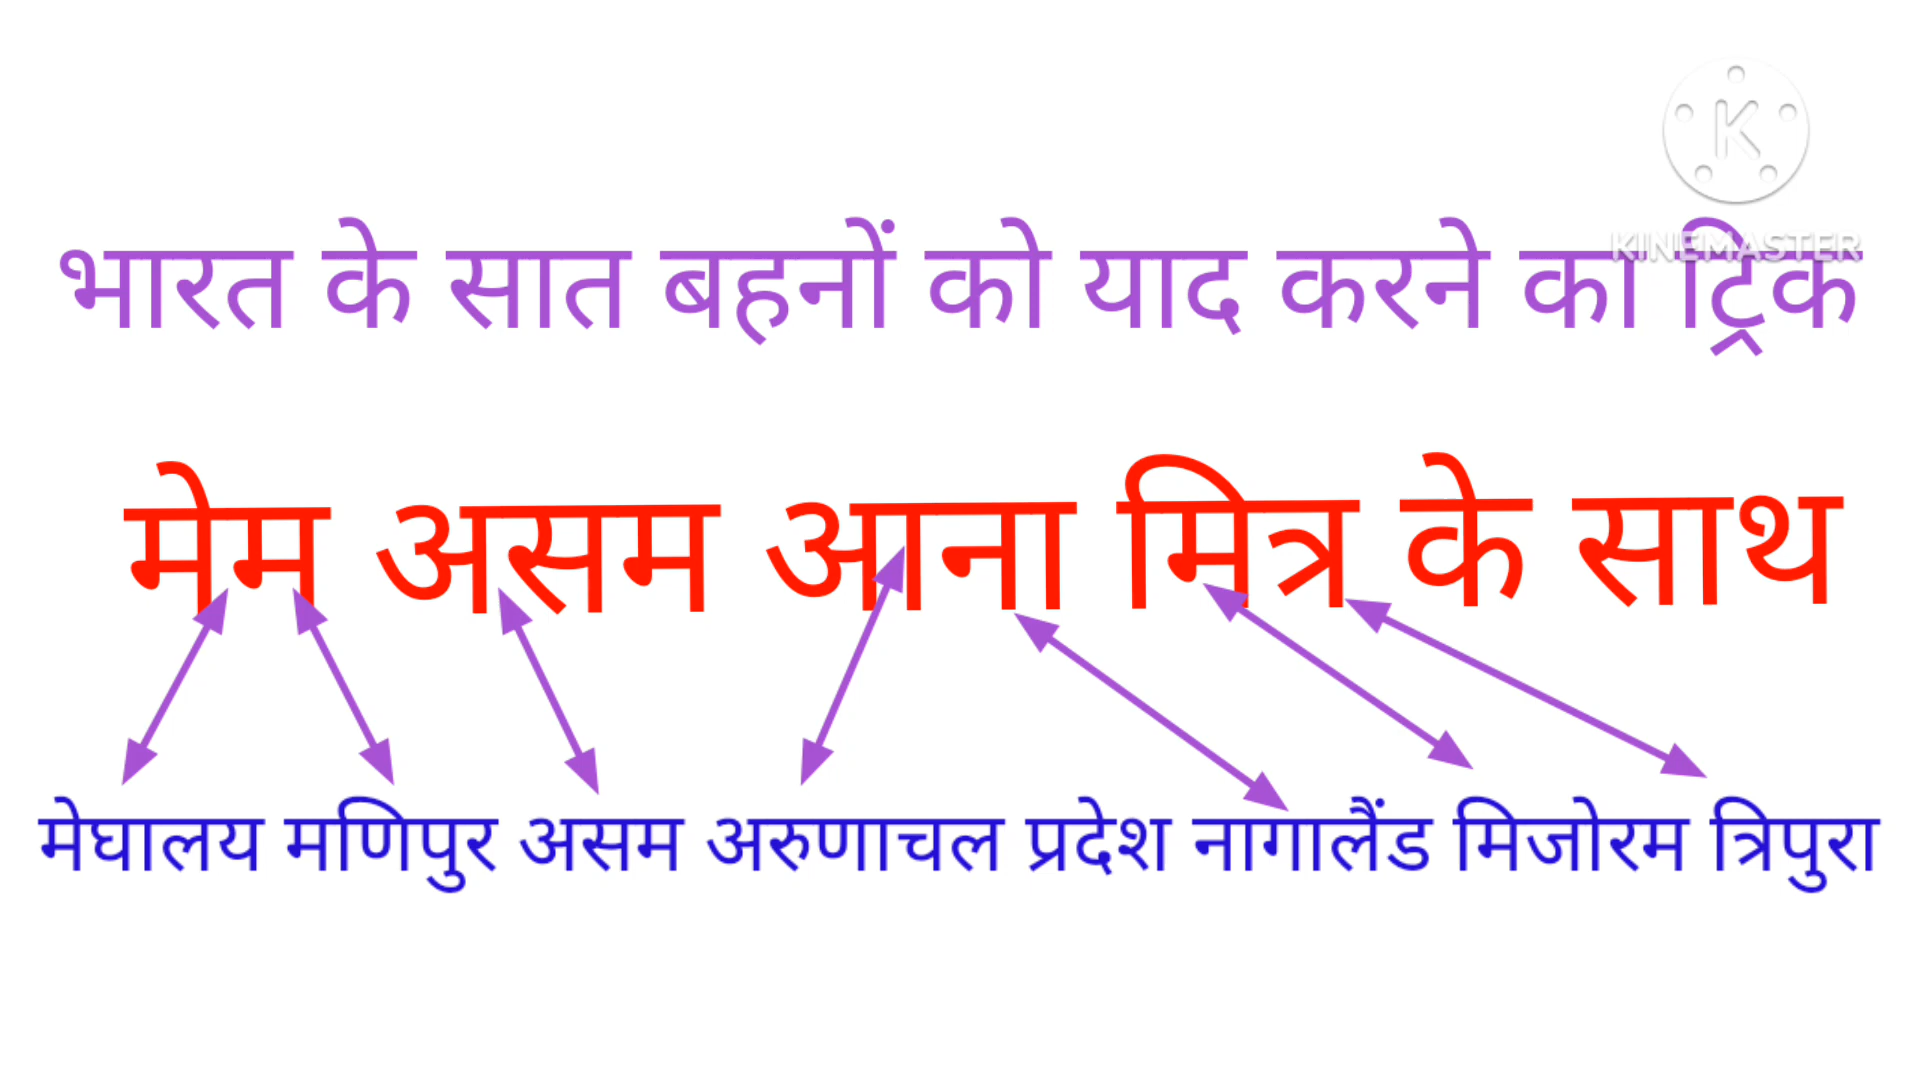 K
KINEMASTER
भारत के सात बहनों को याद करने का ट्रिक
मेम असम आना मित्र के साथ
मेघालय मणिपुर असम अरुणाचल प्रदेश नागालैंड मिजोरम त्रिपुरा